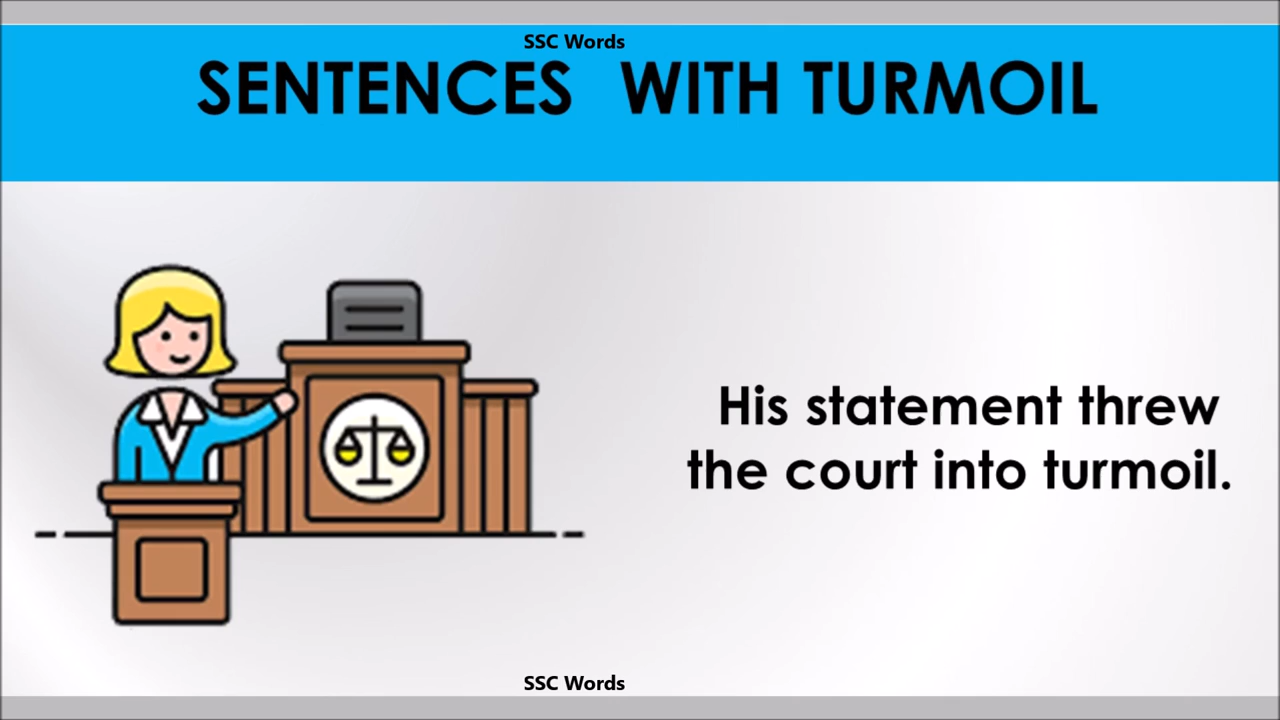 SSC Words
SENTENCES WITH TURMOIL
His statement threw
the court into turmoil.
SSC Words